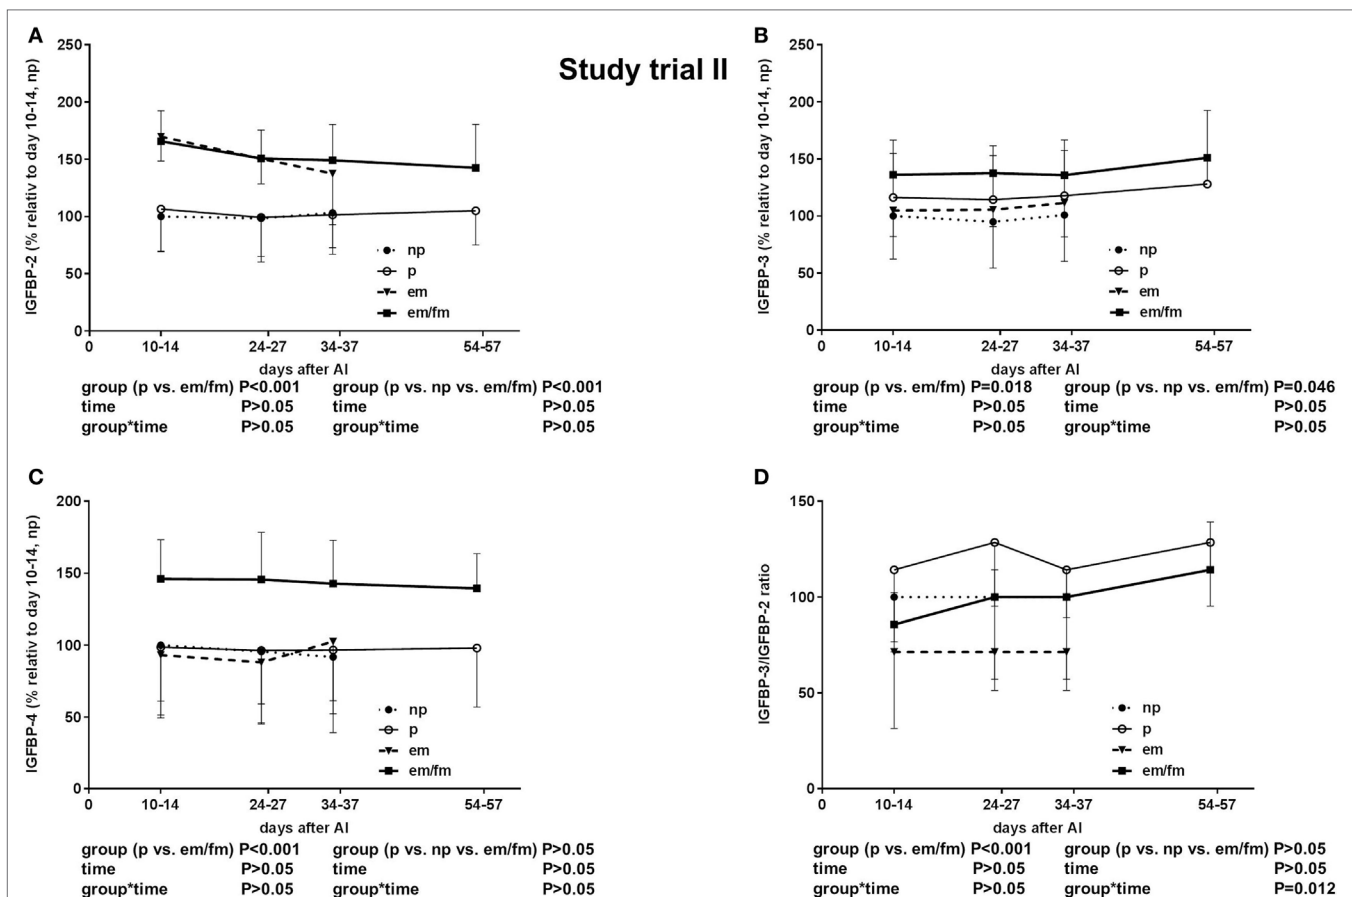 Study trial II
A
IGFBP-2 (% relativ to day 10-14, np)
250
200
150
100
50
0
0 10-14 24-27 34-37 54-57
days after AI
np
p
em
em/fm
group (p vs. em/fm) P<0.001 group (p vs. np vs. em/fm) P<0.001
time P>0.05 time P>0.05
group*time P>0.05 group*time P>0.05
B
IGFBP-3 (% relativ to day 10-14, np)
250
200
150
100
50
0
0 10-14 24-27 34-37 54-57
days after AI
np
p
em
em/fm
group (p vs. em/fm) P=0.018 group (p vs. np vs. em/fm) P=0.046
time P>0.05 time P>0.05
group*time P>0.05 group*time P>0.05
C
IGFBP-4 (% relativ to day 10-14, np)
200
150
100
50
0
0 10-14 24-27 34-37 54-57
days after AI
np
p
em
em/fm
group (p vs. em/fm) P<0.001 group (p vs. np vs. em/fm) P>0.05
time P>0.05 time P>0.05
group*time P>0.05 group*time P>0.05
D
IGFBP-3/IGFBP-2 ratio
150
100
50
0
0 10-14 24-27 34-37 54-57
days after AI
np
p
em
em/fm
group (p vs. em/fm) P<0.001 group (p vs. np vs. em/fm) P>0.05
time P>0.05 time P>0.05
group*time P>0.05 group*time P=0.012